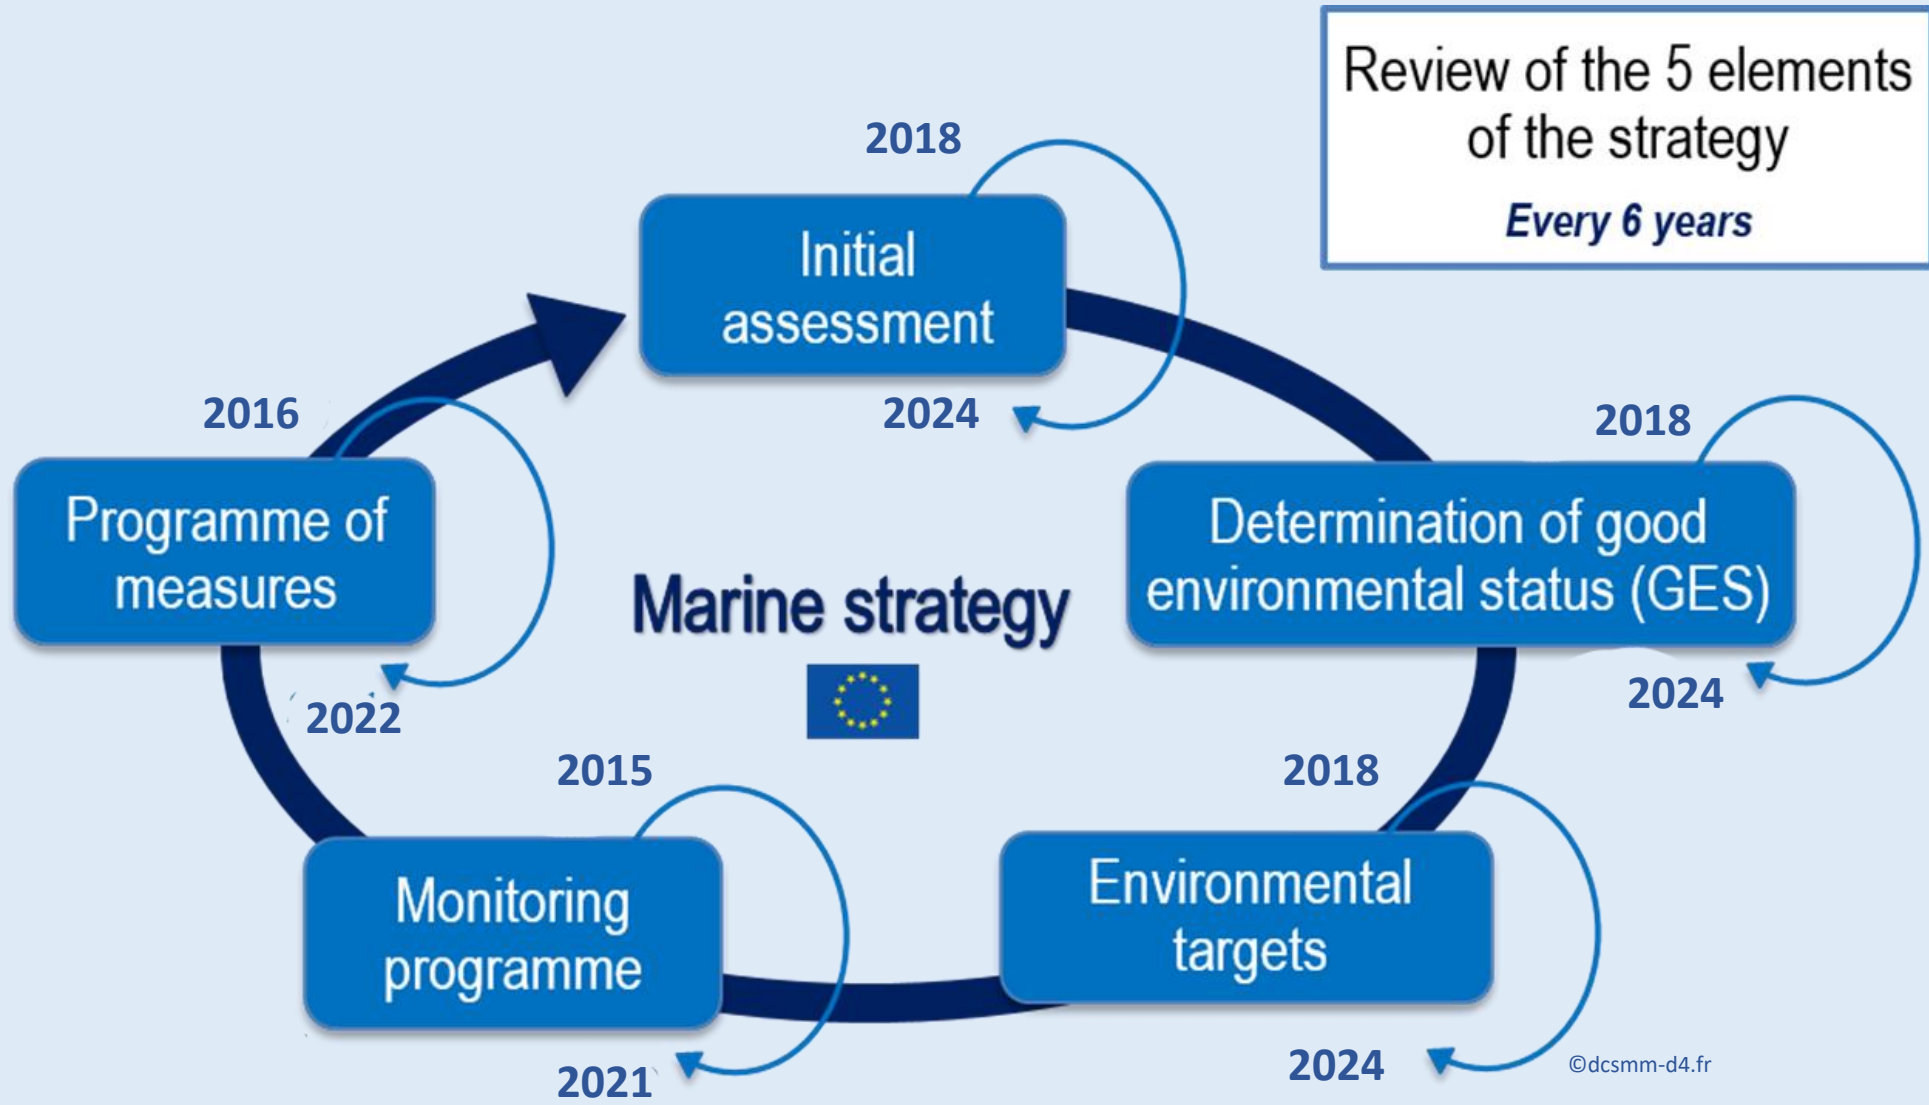 Review of the 5 elements
of the strategy
Every 6 years
2018
Initial
assessment
2024
2018
Determination of good
environmental status (GES)
2024
2018
Environmental
targets
2024
2015
Monitoring
programme
2021
2016
Programme of
measures
2022
Marine strategy
©dcsmm-d4.fr